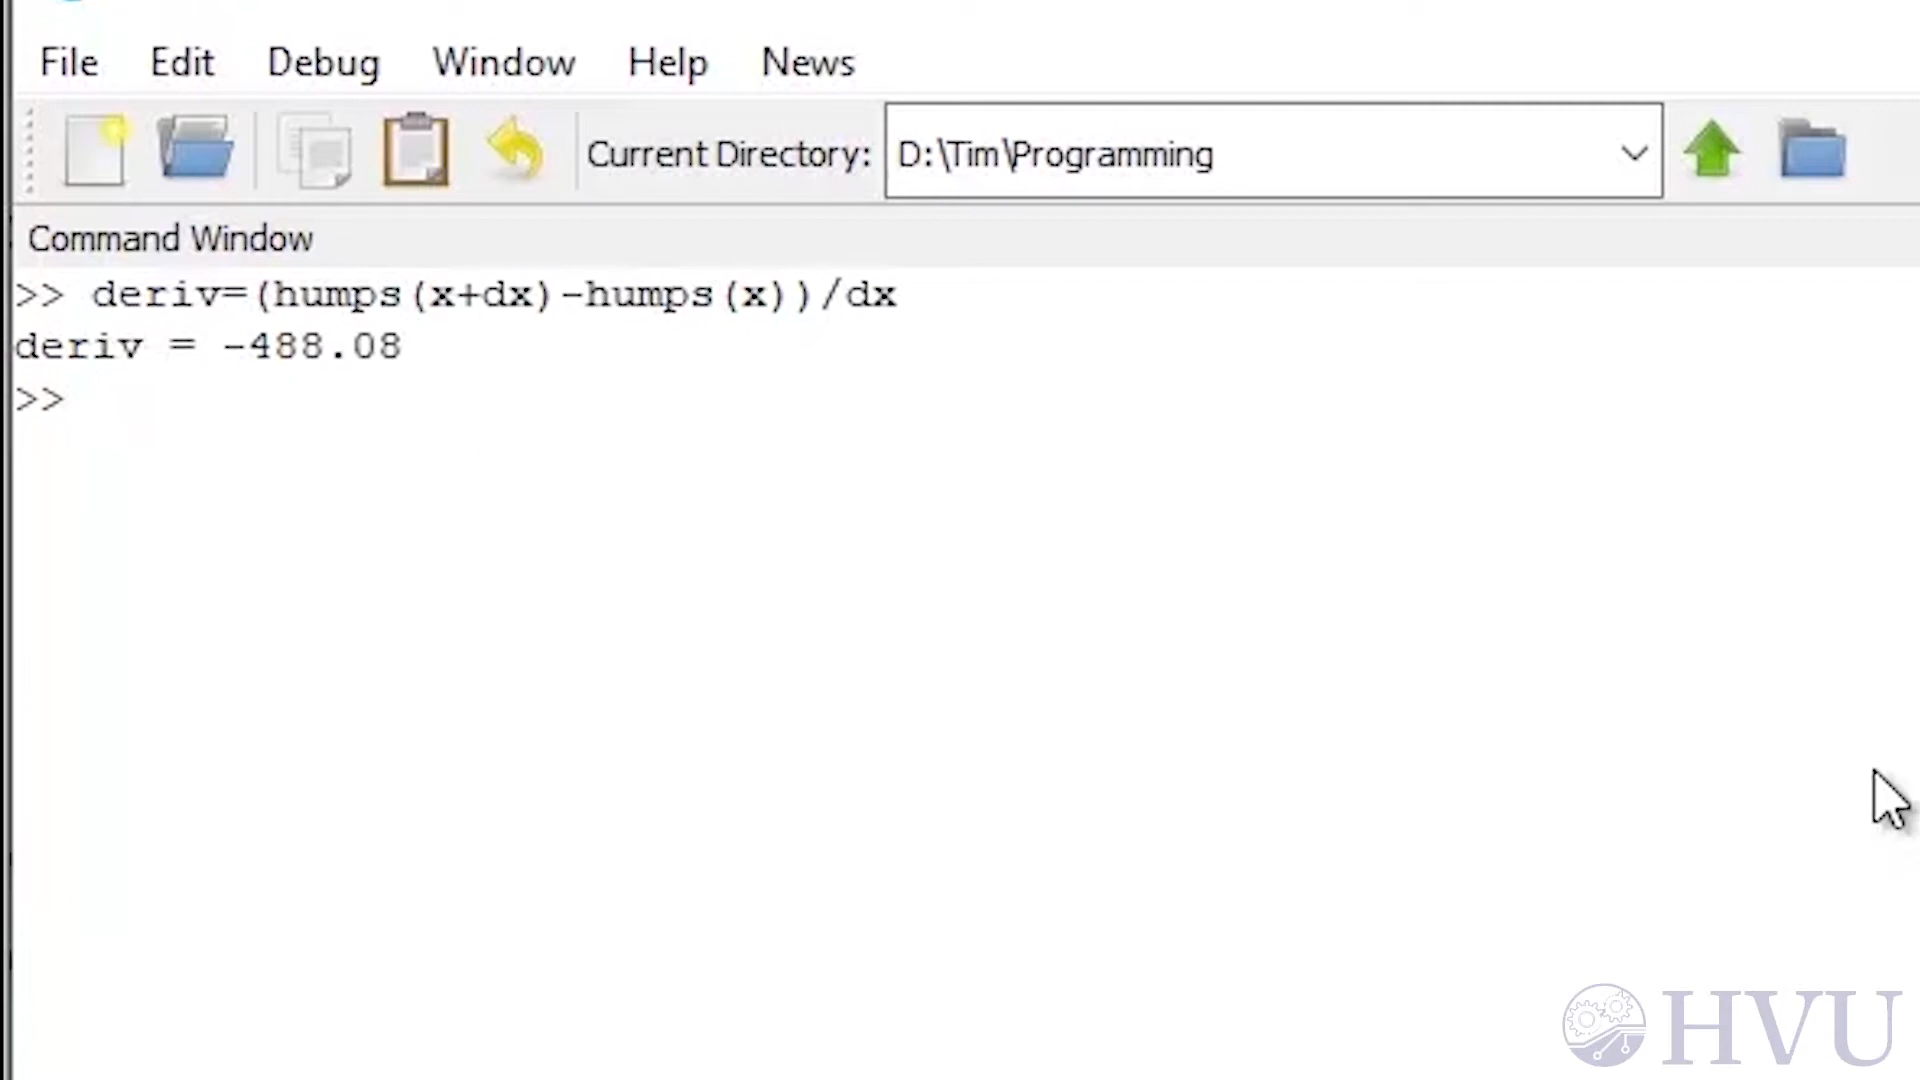 File Edit Debug Window Help News
Current Directory: D:\Tim\Programming
Command Window
>> deriv=(humps(x+dx)-humps(x))/dx
deriv = -488.08
>>
HVU